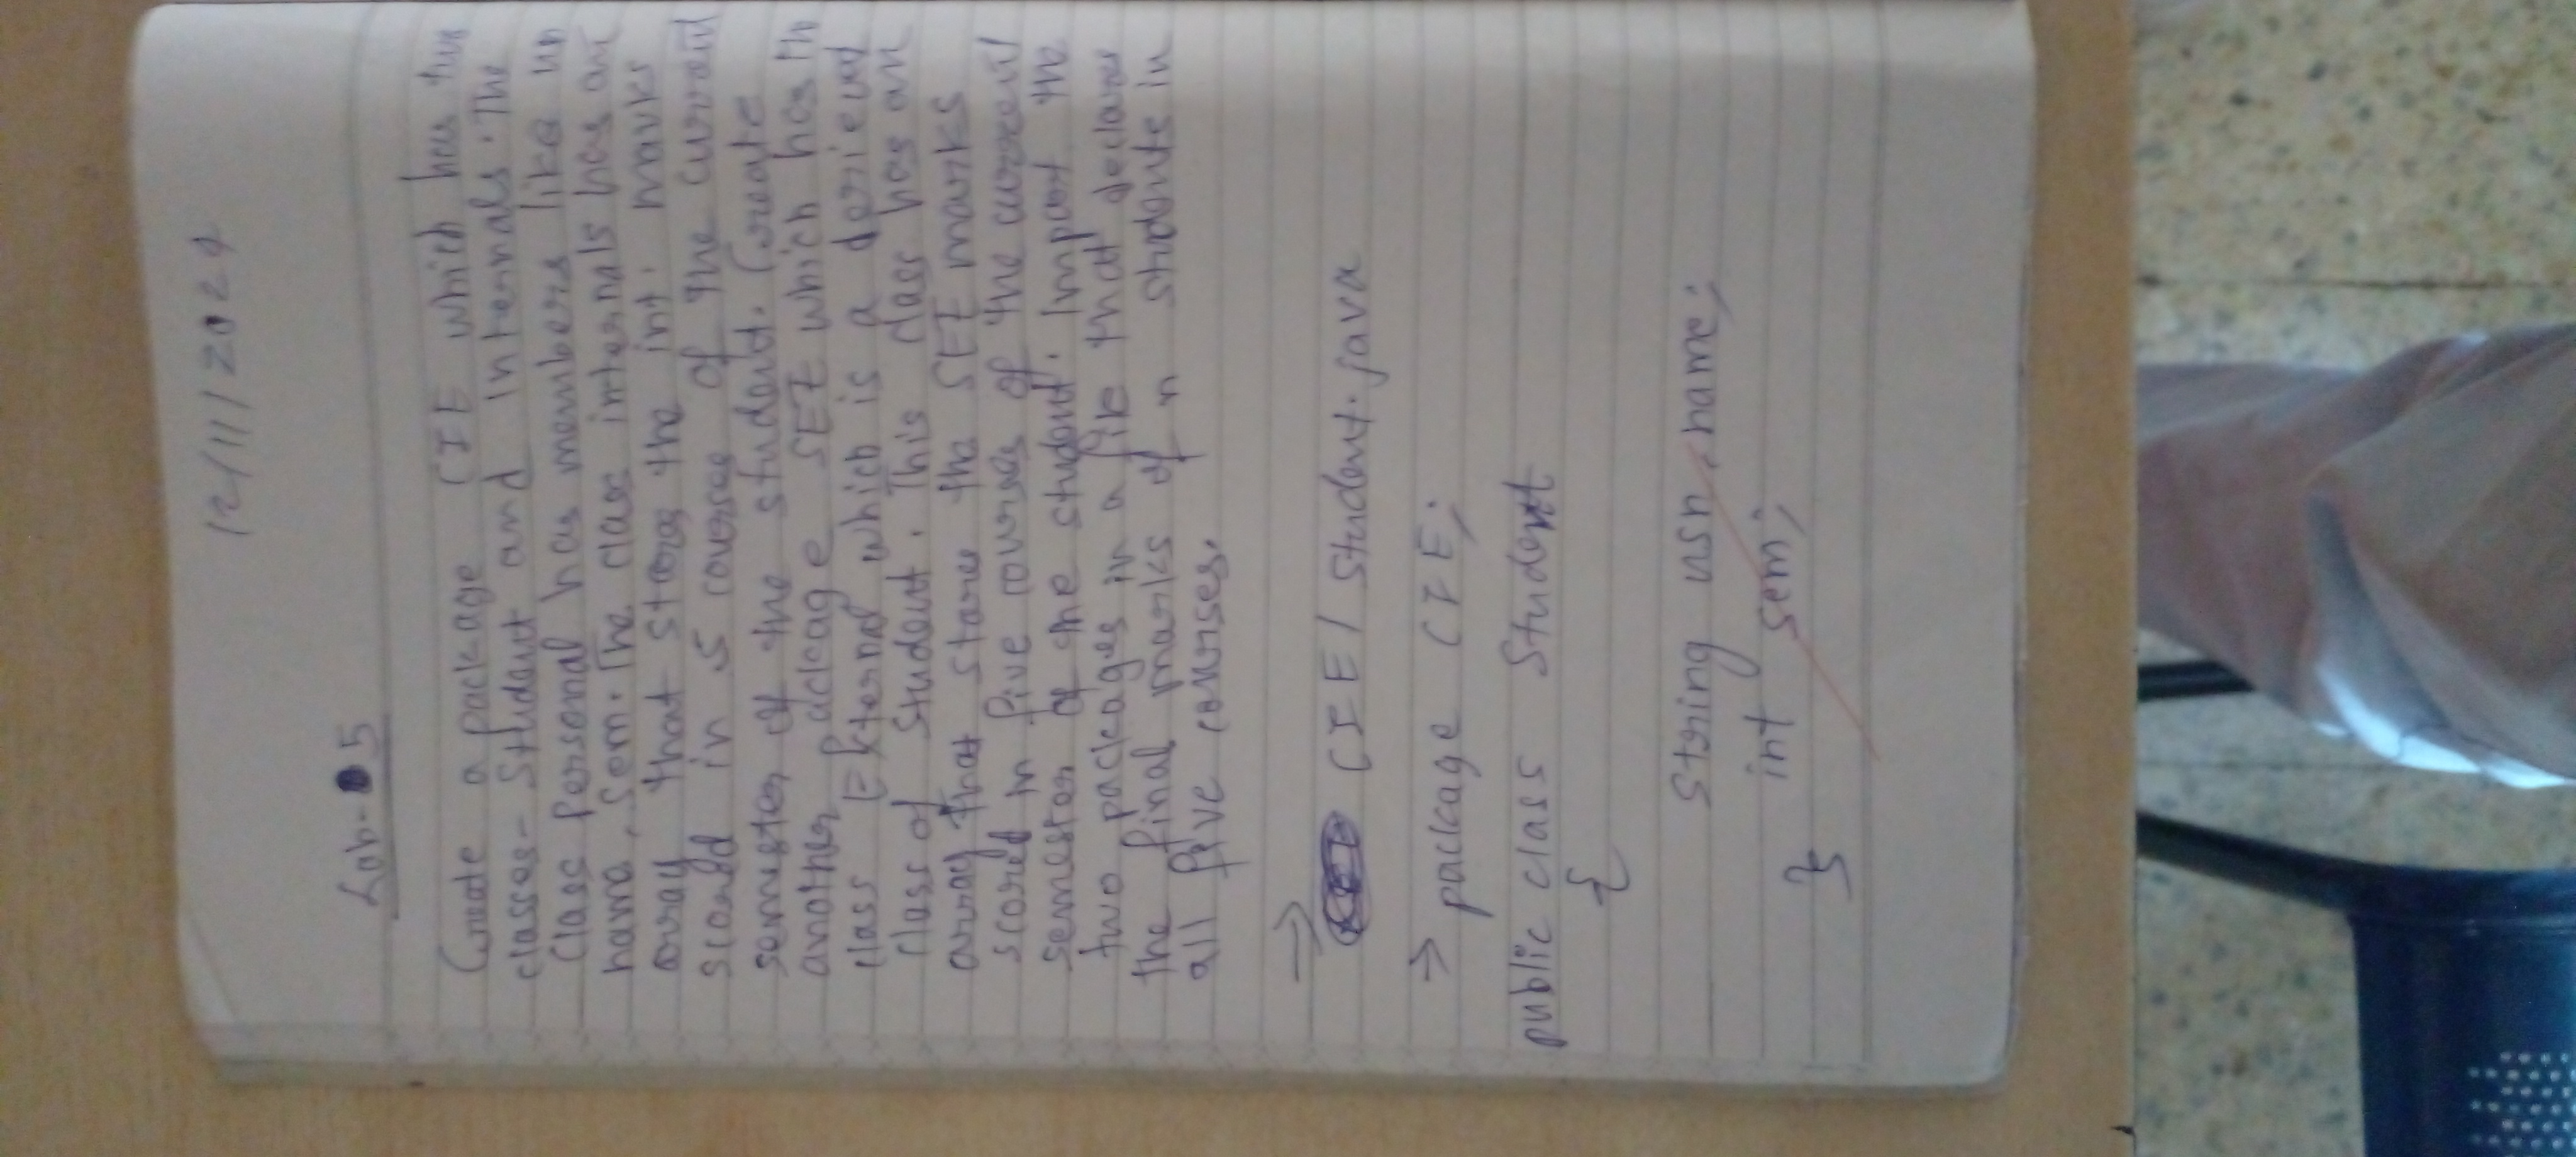 12/11/2024
Lab-5
Create a package CIE which has two
classes- Student and internals. The
class personal has members like
name, sem. The class internals has an
array that stores the int. marks
scored in 5 courses of the current
semester of the student. Create
another package SEE which has the
class External which is a derived
class of student. This class has an
array that stores the SEE marks
scored in five courses of the current
semester of the student. Import the
two packages in a file that declares
the final marks of n students in
all five courses.
→
CIE/Student.java
→ package CIE;
public class Student
{
String usn, name;
int sem;
}